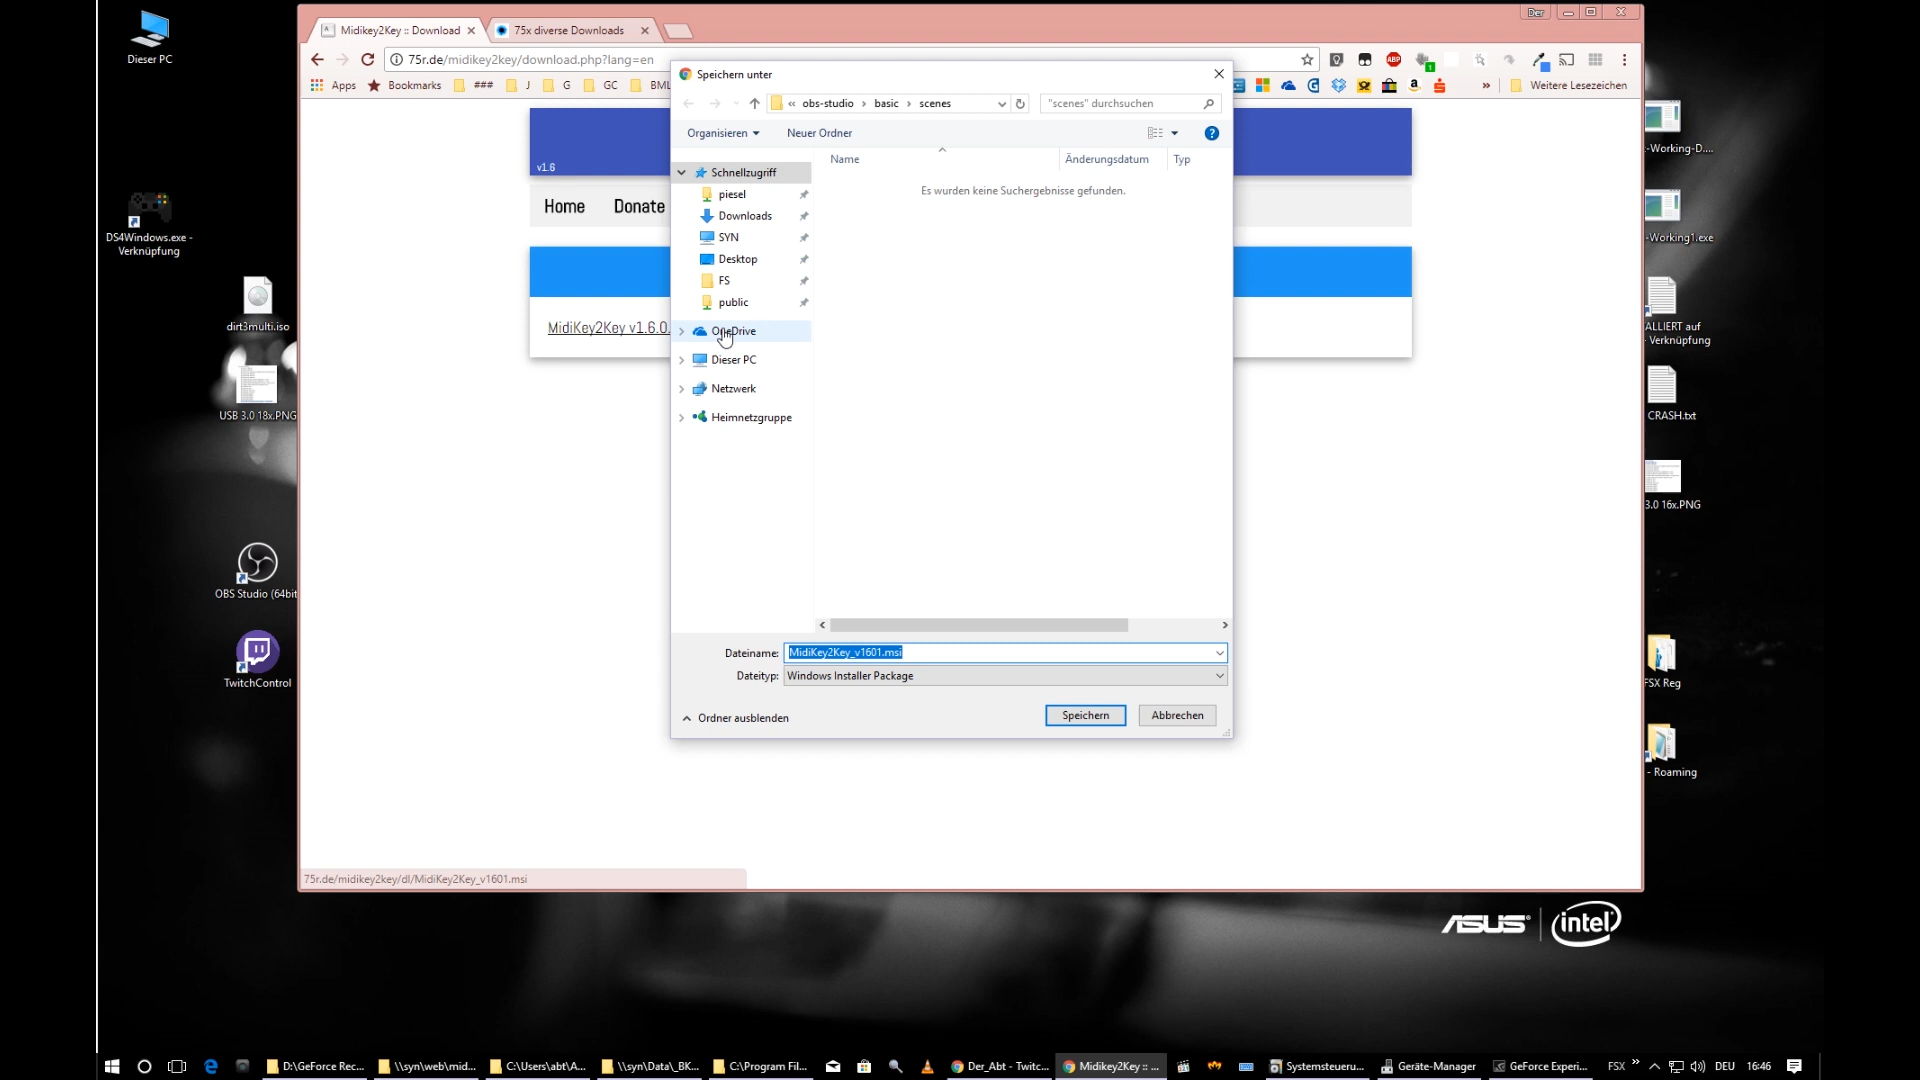 Dieser PC
DS4Windows.exe -
Verknüpfung
dirt3multi.iso
USB 3.0 18x.PNG
OBS Studio (64bit
TwitchControl
Midikey2Key :: Download
75x diverse Downloads
Der
75r.de/midikey2key/download.php?lang=en
ABP
1
Apps
Bookmarks
###
J
G
GC
BML
Weitere Lesezeichen
v1.6
Home
Donate
MidiKey2Key v1.6.0.
75r.de/midikey2key/dl/MidiKey2Key_v1601.msi
Speichern unter
« obs-studio > basic > scenes
"scenes" durchsuchen
Organisieren
Neuer Ordner
Name
Änderungsdatum
Typ
Es wurden keine Suchergebnisse gefunden.
Schnellzugriff
piesel
Downloads
SYN
Desktop
FS
public
OneDrive
Dieser PC
Netzwerk
Heimnetzgruppe
Dateiname:
MidiKey2Key_v1601.msi
Dateityp:
Windows Installer Package
Ordner ausblenden
Speichern
Abbrechen
-Working-D....
-Working1.exe
ALLIERT auf
- Verknüpfung
CRASH.txt
3.0 16x.PNG
FSX Reg
- Roaming
ASUS
intel
D:\GeForce Rec...
\\syn\web\mid...
C:\Users\abt\A...
\\syn\Data\_BK...
C:\Program Fil...
Der_Abt - Twitc...
Midikey2Key :: ...
Systemsteueru...
Geräte-Manager
GeForce Experi...
FSX
DEU
16:46